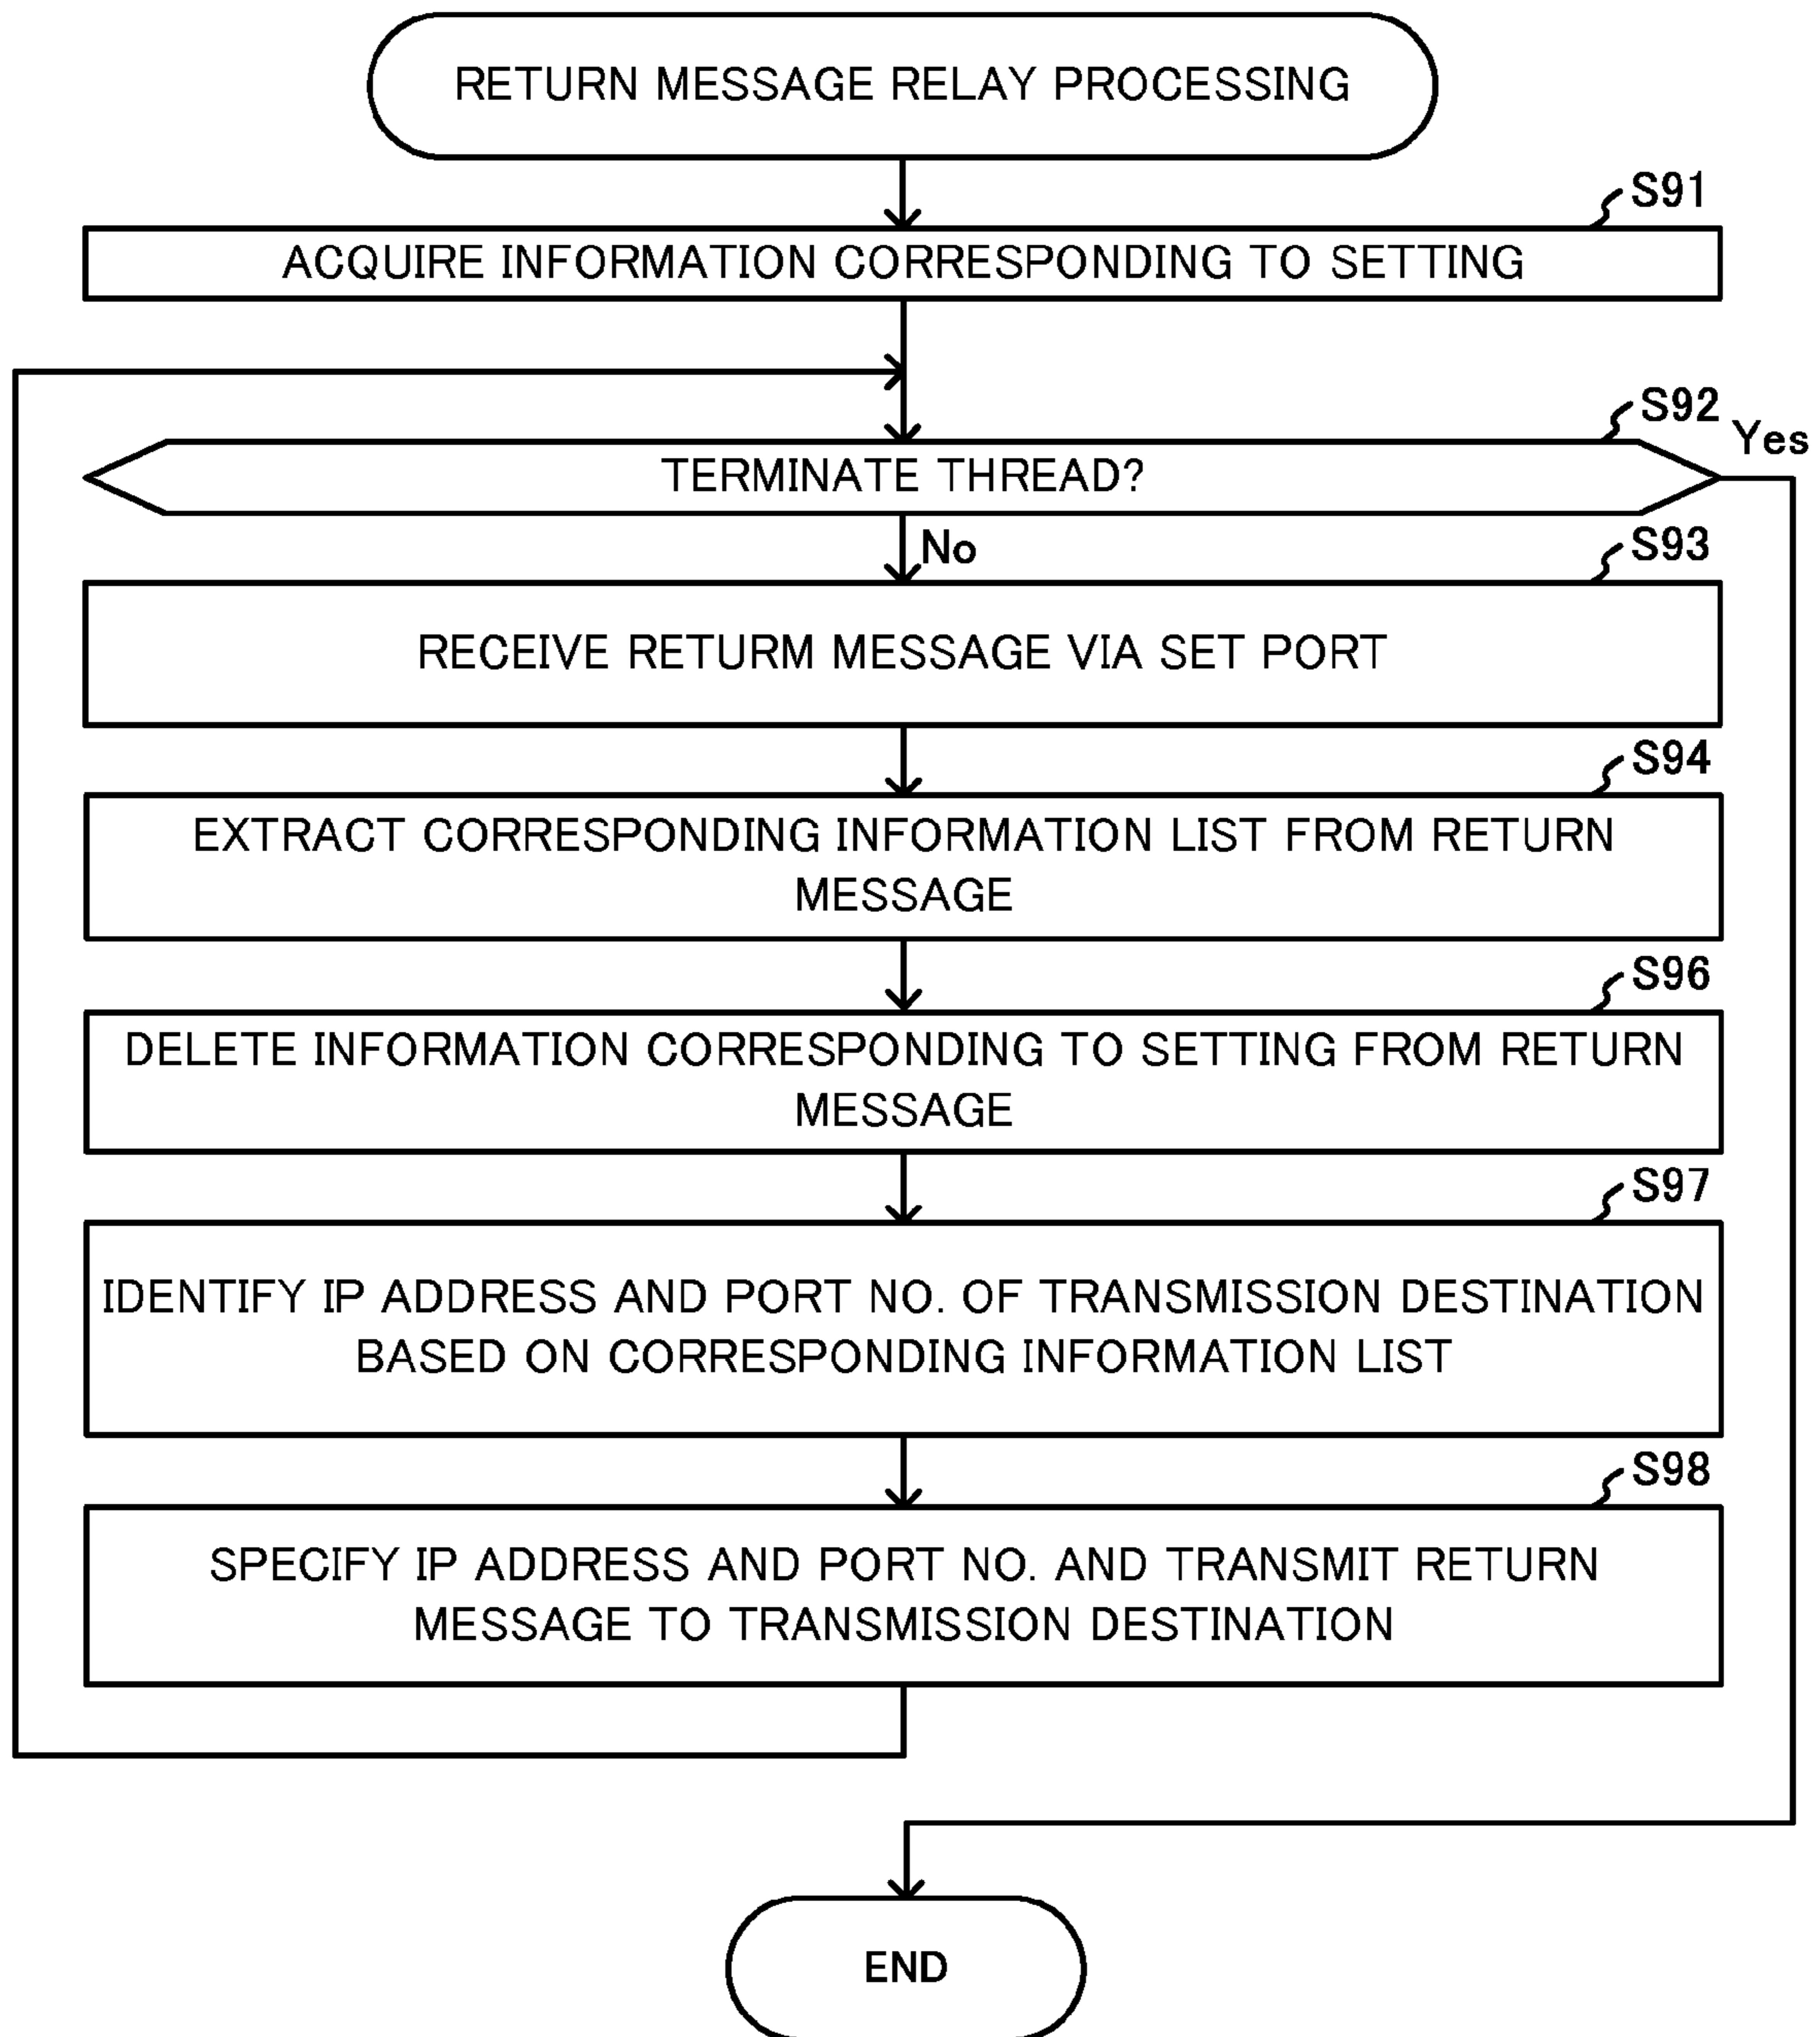 RETURN MESSAGE RELAY PROCESSING
S91
ACQUIRE INFORMATION CORRESPONDING TO SETTING
S92
Yes
TERMINATE THREAD?
No
S93
RECEIVE RETURM MESSAGE VIA SET PORT
S94
EXTRACT CORRESPONDING INFORMATION LIST FROM RETURN
MESSAGE
S96
DELETE INFORMATION CORRESPONDING TO SETTING FROM RETURN
MESSAGE
S97
IDENTIFY IP ADDRESS AND PORT NO. OF TRANSMISSION DESTINATION
BASED ON CORRESPONDING INFORMATION LIST
S98
SPECIFY IP ADDRESS AND PORT NO. AND TRANSMIT RETURN
MESSAGE TO TRANSMISSION DESTINATION
END